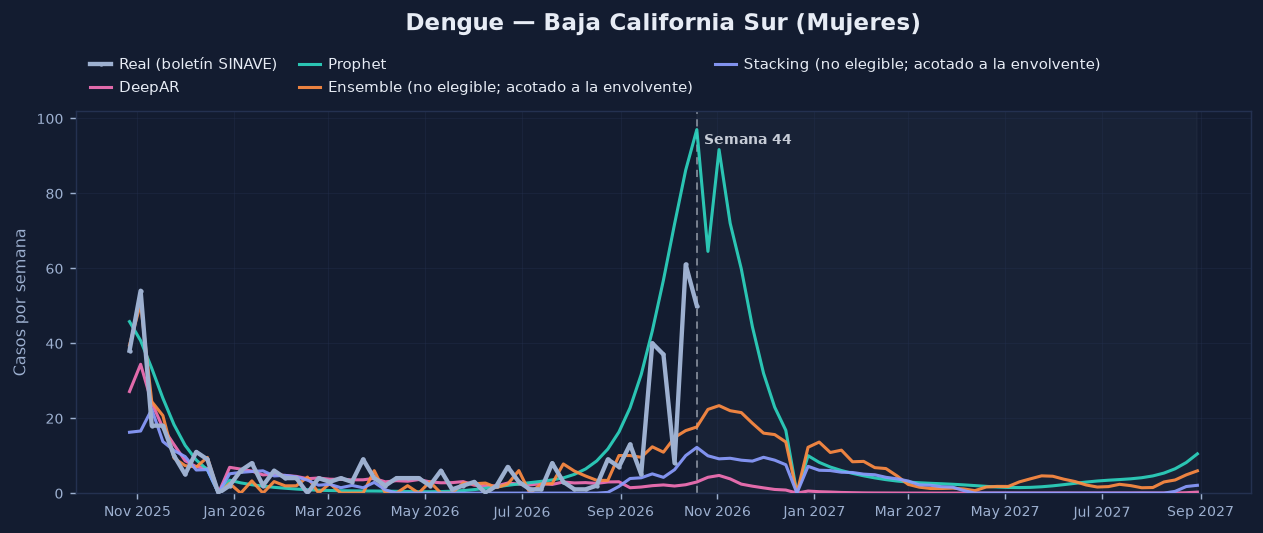 Dengue — Baja California Sur (Mujeres)
Real (boletín SINAVE)
Prophet
Stacking (no elegible; acotado a la envolvente)
DeepAR
Ensemble (no elegible; acotado a la envolvente)
Semana 44
Casos por semana
100
80
60
40
20
0
Nov 2025
Jan 2026
Mar 2026
May 2026
Jul 2026
Sep 2026
Nov 2026
Jan 2027
Mar 2027
May 2027
Jul 2027
Sep 2027